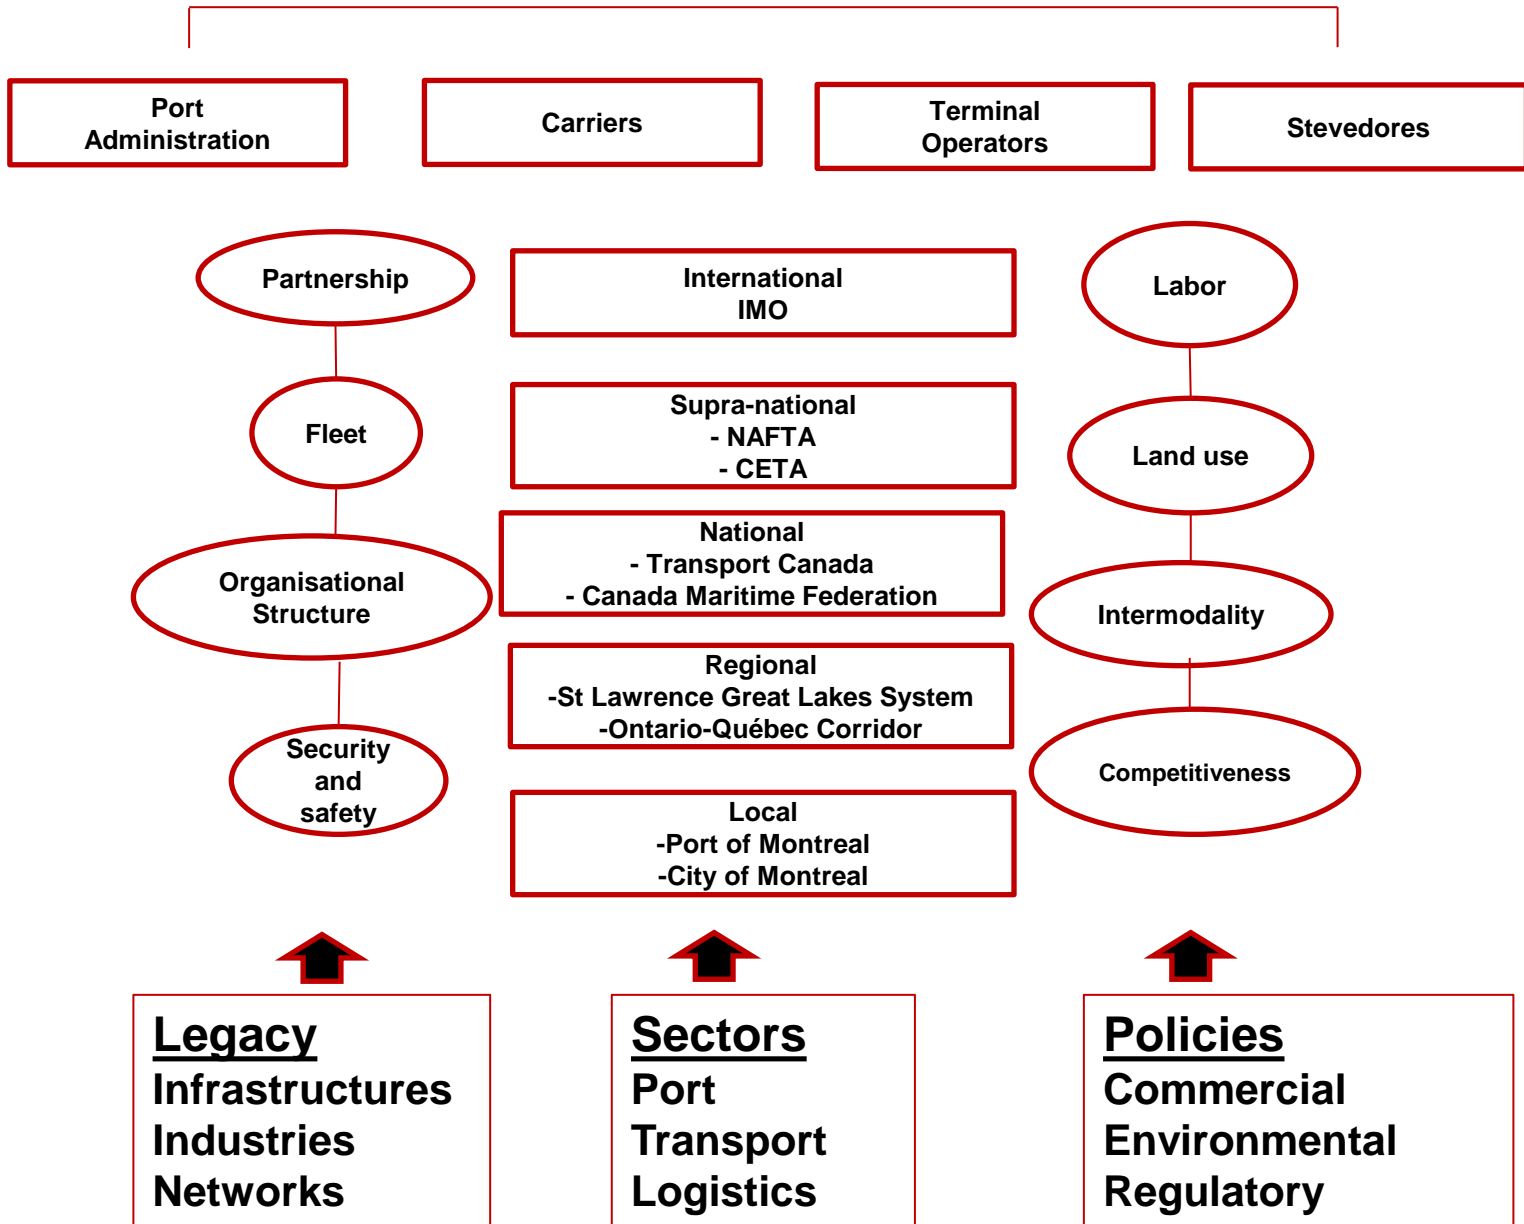 Port
Administration
Carriers
Terminal
Operators
Stevedores
Partnership
Fleet
Organisational
Structure
Security
and
safety
International
IMO
Supra-national
- NAFTA
- CETA
National
- Transport Canada
- Canada Maritime Federation
Regional
-St Lawrence Great Lakes System
-Ontario-Québec Corridor
Local
-Port of Montreal
-City of Montreal
Labor
Land use
Intermodality
Competitiveness
Legacy
Infrastructures
Industries
Networks
Sectors
Port
Transport
Logistics
Policies
Commercial
Environmental
Regulatory